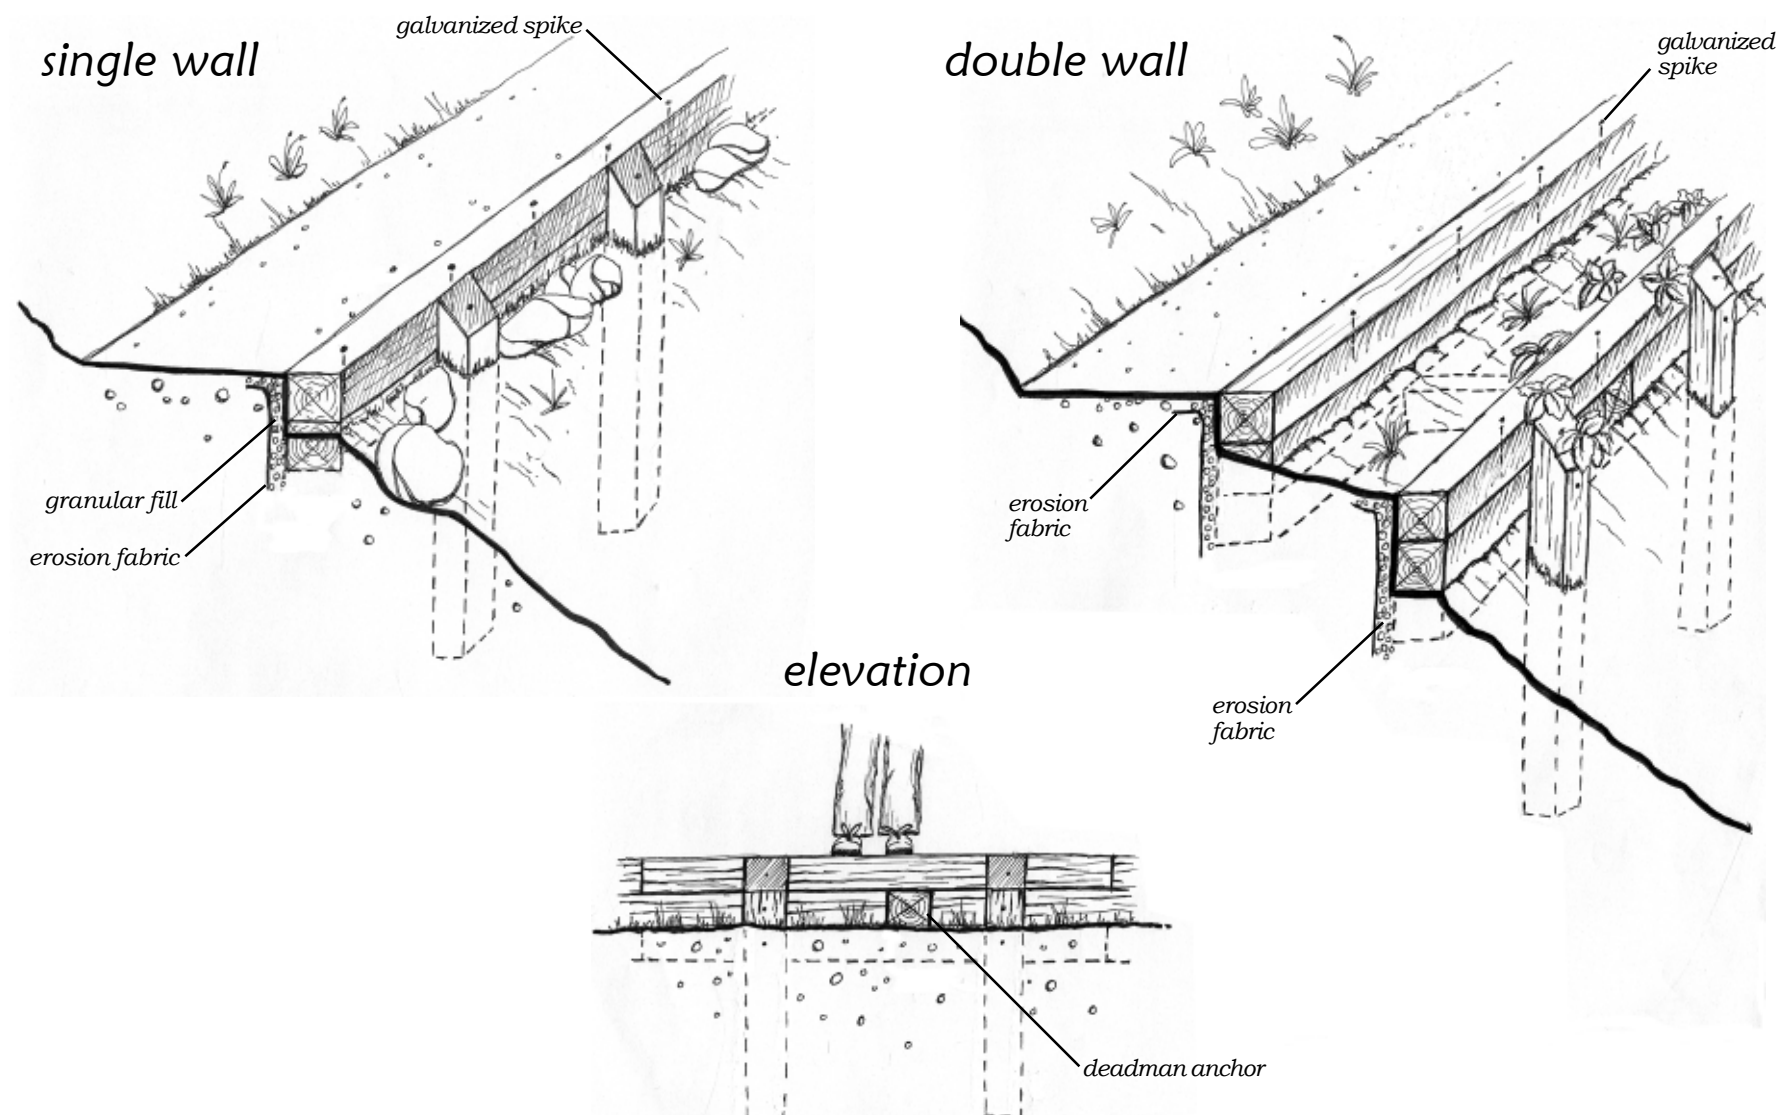 single wall
galvanized spike
granular fill
erosion fabric
double wall
galvanized
spike
erosion
fabric
erosion
fabric
elevation
deadman anchor